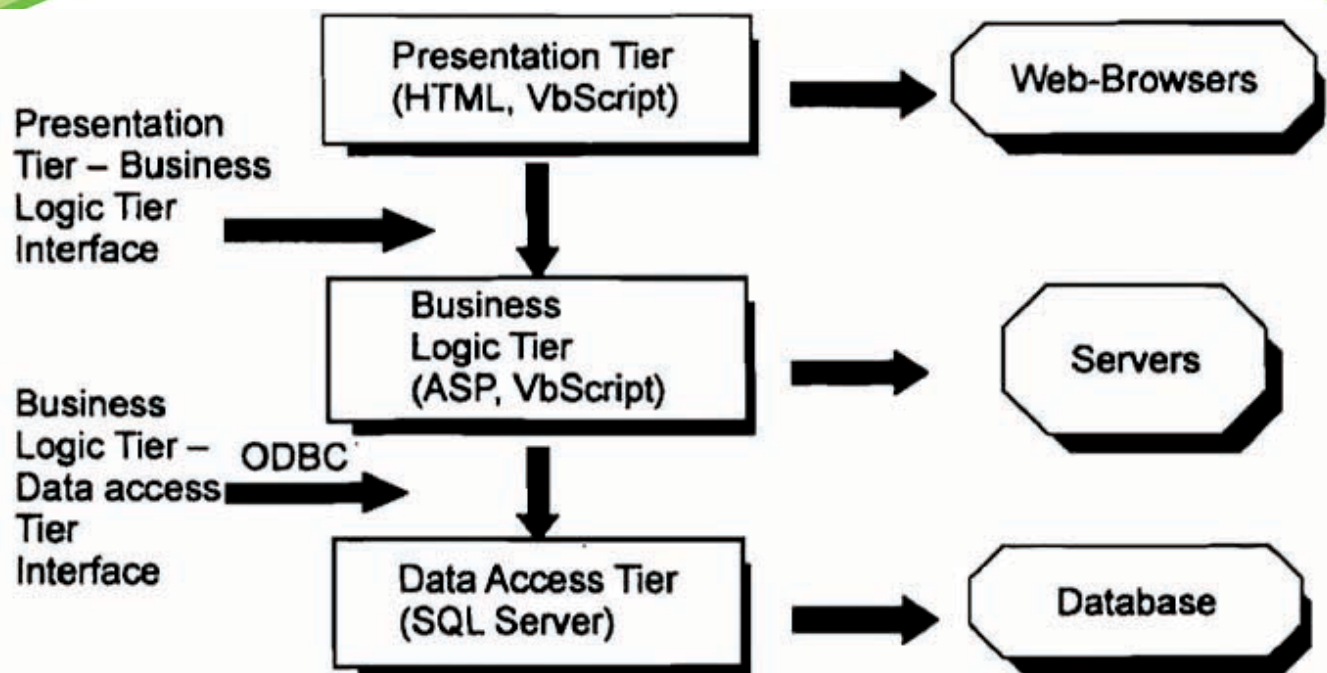 Presentation Tier
(HTML, VbScript)
Web-Browsers
Presentation
Tier – Business
Logic Tier
Interface
Business
Logic Tier
(ASP, VbScript)
Servers
Business
Logic Tier –
Data access
Tier
Interface
ODBC
Data Access Tier
(SQL Server)
Database